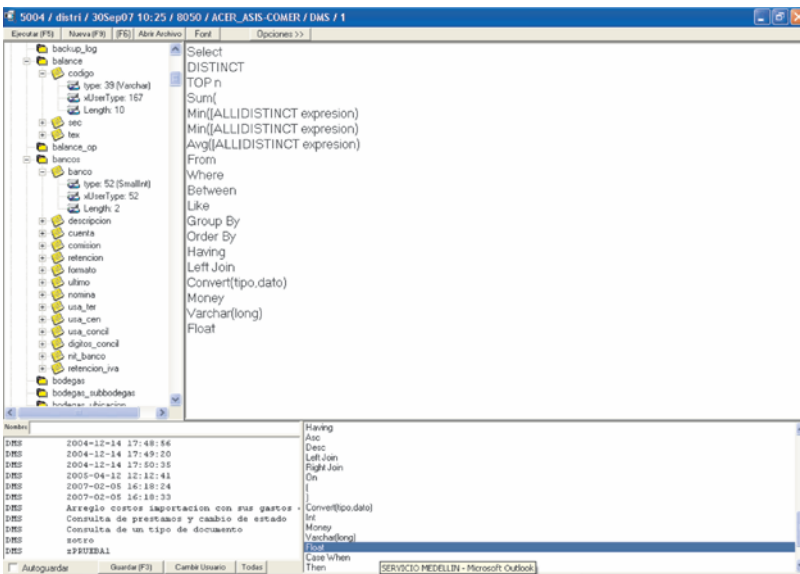 5004 / distri / 30Sep07 10:25 / 8050 / ACER_ASIS-COMER / DMS / 1
Ejecutar (F5) Nueva (F9) [F6] Abrir Archivo Font Opciones >>
backup_log
balance
codigo
type: 39 (Varchar)
xUserType: 167
Length: 10
sec
tex
balance_op
bancos
banco
type: 52 (SmallInt)
xUserType: 52
Length: 2
descripcion
cuenta
comision
retencion
formato
ultimo
nomina
usa_ter
usa_cen
usa_concil
digitos_concil
nit_banco
retencion_iva
bodegas
bodegas_subbodegas
bodegas_ubicacion
Select
DISTINCT
TOP n
Sum(
Min([ALL|DISTINCT expresion)
Min([ALL|DISTINCT expresion)
Avg([ALL|DISTINCT expresion)
From
Where
Between
Like
Group By
Order By
Having
Left Join
Convert(tipo,dato)
Money
Varchar(long)
Float
Nombre
DMS 2004-12-14 17:48:56
DMS 2004-12-14 17:49:20
DMS 2004-12-14 17:50:35
DMS 2005-04-12 12:12:41
DMS 2007-02-05 16:18:24
DMS 2007-02-05 16:18:33
DMS Arreglo costos importacion con sus gastos
DMS Consulta de prestamos y cambio de estado
DMS Consulta de un tipo de documento
DMS zotro
DMS zPRUEBA1
Autoguardar Guardar (F3) Cambie Usuario Todas
Having
Asc
Desc
Left Join
Right Join
On
(
)
Convert(tipo,dato)
Int
Money
Varchar(long)
Float
Case When
Then
SERVICIO MEDELLIN - Microsoft Outlook